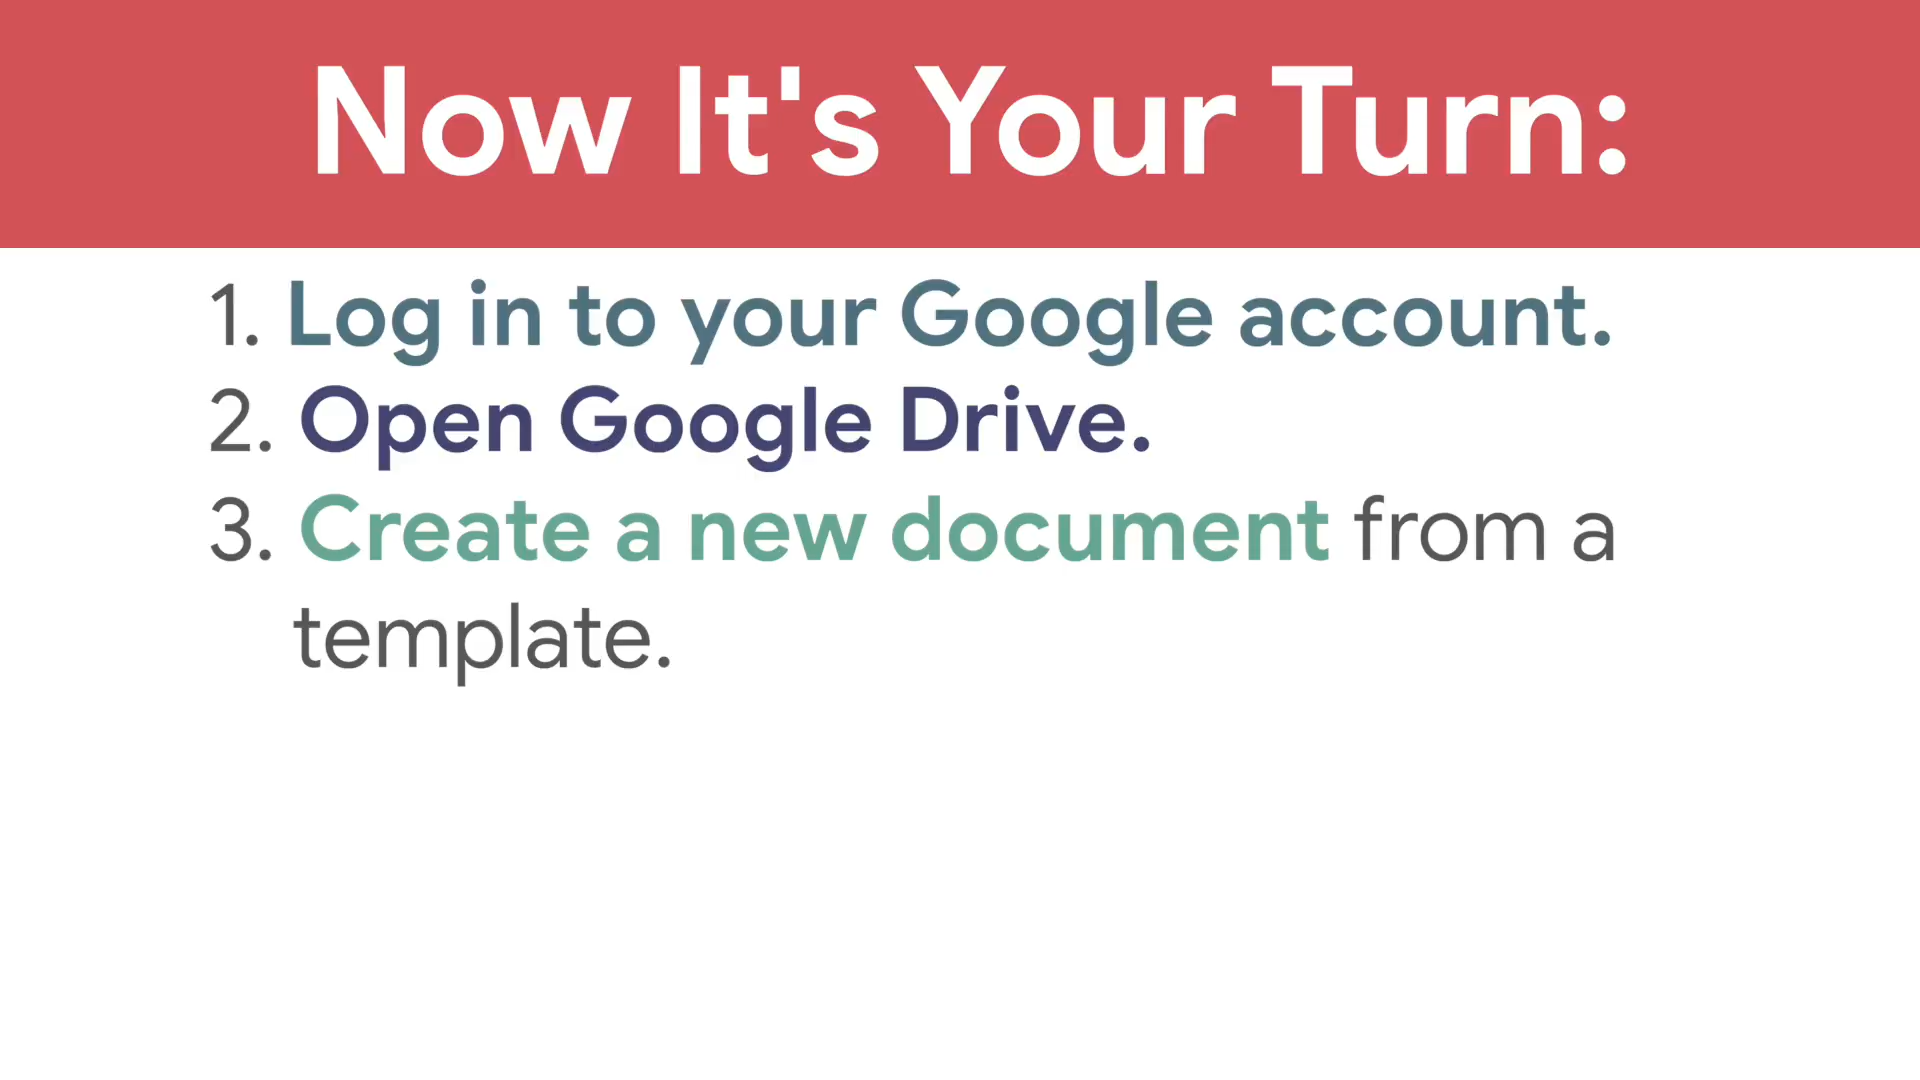 Now It's Your Turn:
1. Log in to your Google account.
2. Open Google Drive.
3. Create a new document from a
template.